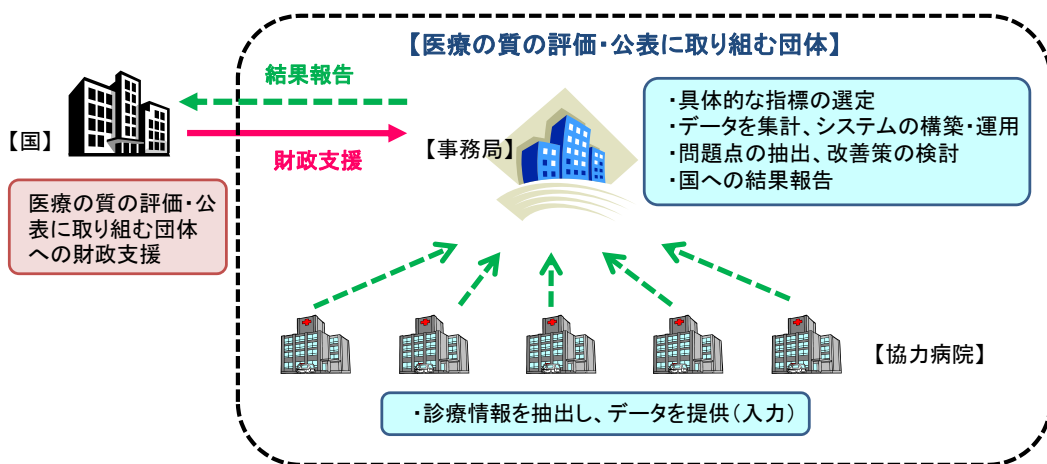 【医療の質の評価・公表に取り組む団体】
結果報告
【国】
財政支援
【事務局】
・具体的な指標の選定
・データを集計、システムの構築・運用
・問題点の抽出、改善策の検討
・国への結果報告
医療の質の評価・公
表に取り組む団体
への財政支援
【協力病院】
・診療情報を抽出し、データを提供(入力)